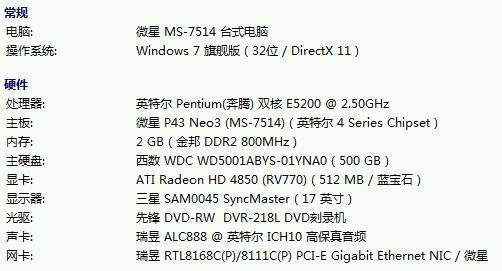 常规
电脑: 微星 MS-7514 台式电脑
操作系统: Windows 7 旗舰版 ( 32位 / DirectX 11 )
硬件
处理器: 英特尔 Pentium(奔腾) 双核 E5200 @ 2.50GHz
主板: 微星 P43 Neo3 (MS-7514) ( 英特尔 4 Series Chipset )
内存: 2 GB ( 金邦 DDR2 800MHz )
主硬盘: 西数 WDC WD5001ABYS-01YNA0 ( 500 GB )
显卡: ATI Radeon HD 4850 (RV770) ( 512 MB / 蓝宝石 )
显示器: 三星 SAM0045 SyncMaster ( 17 英寸 )
光驱: 先锋 DVD-RW DVR-218L DVD刻录机
声卡: 瑞昱 ALC888 @ 英特尔 ICH10 高保真音频
网卡: 瑞昱 RTL8168C(P)/8111C(P) PCI-E Gigabit Ethernet NIC / 微星